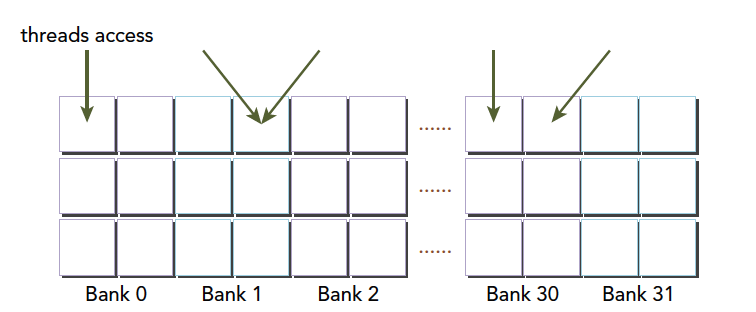 threads access
......
......
......
Bank 0 Bank 1 Bank 2 Bank 30 Bank 31